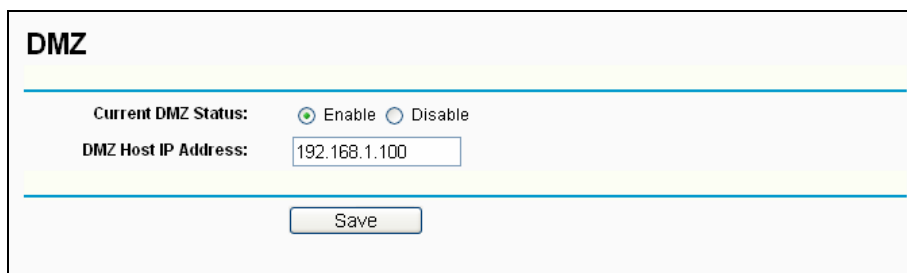 DMZ
Current DMZ Status: Enable Disable
DMZ Host IP Address: 192.168.1.100
Save